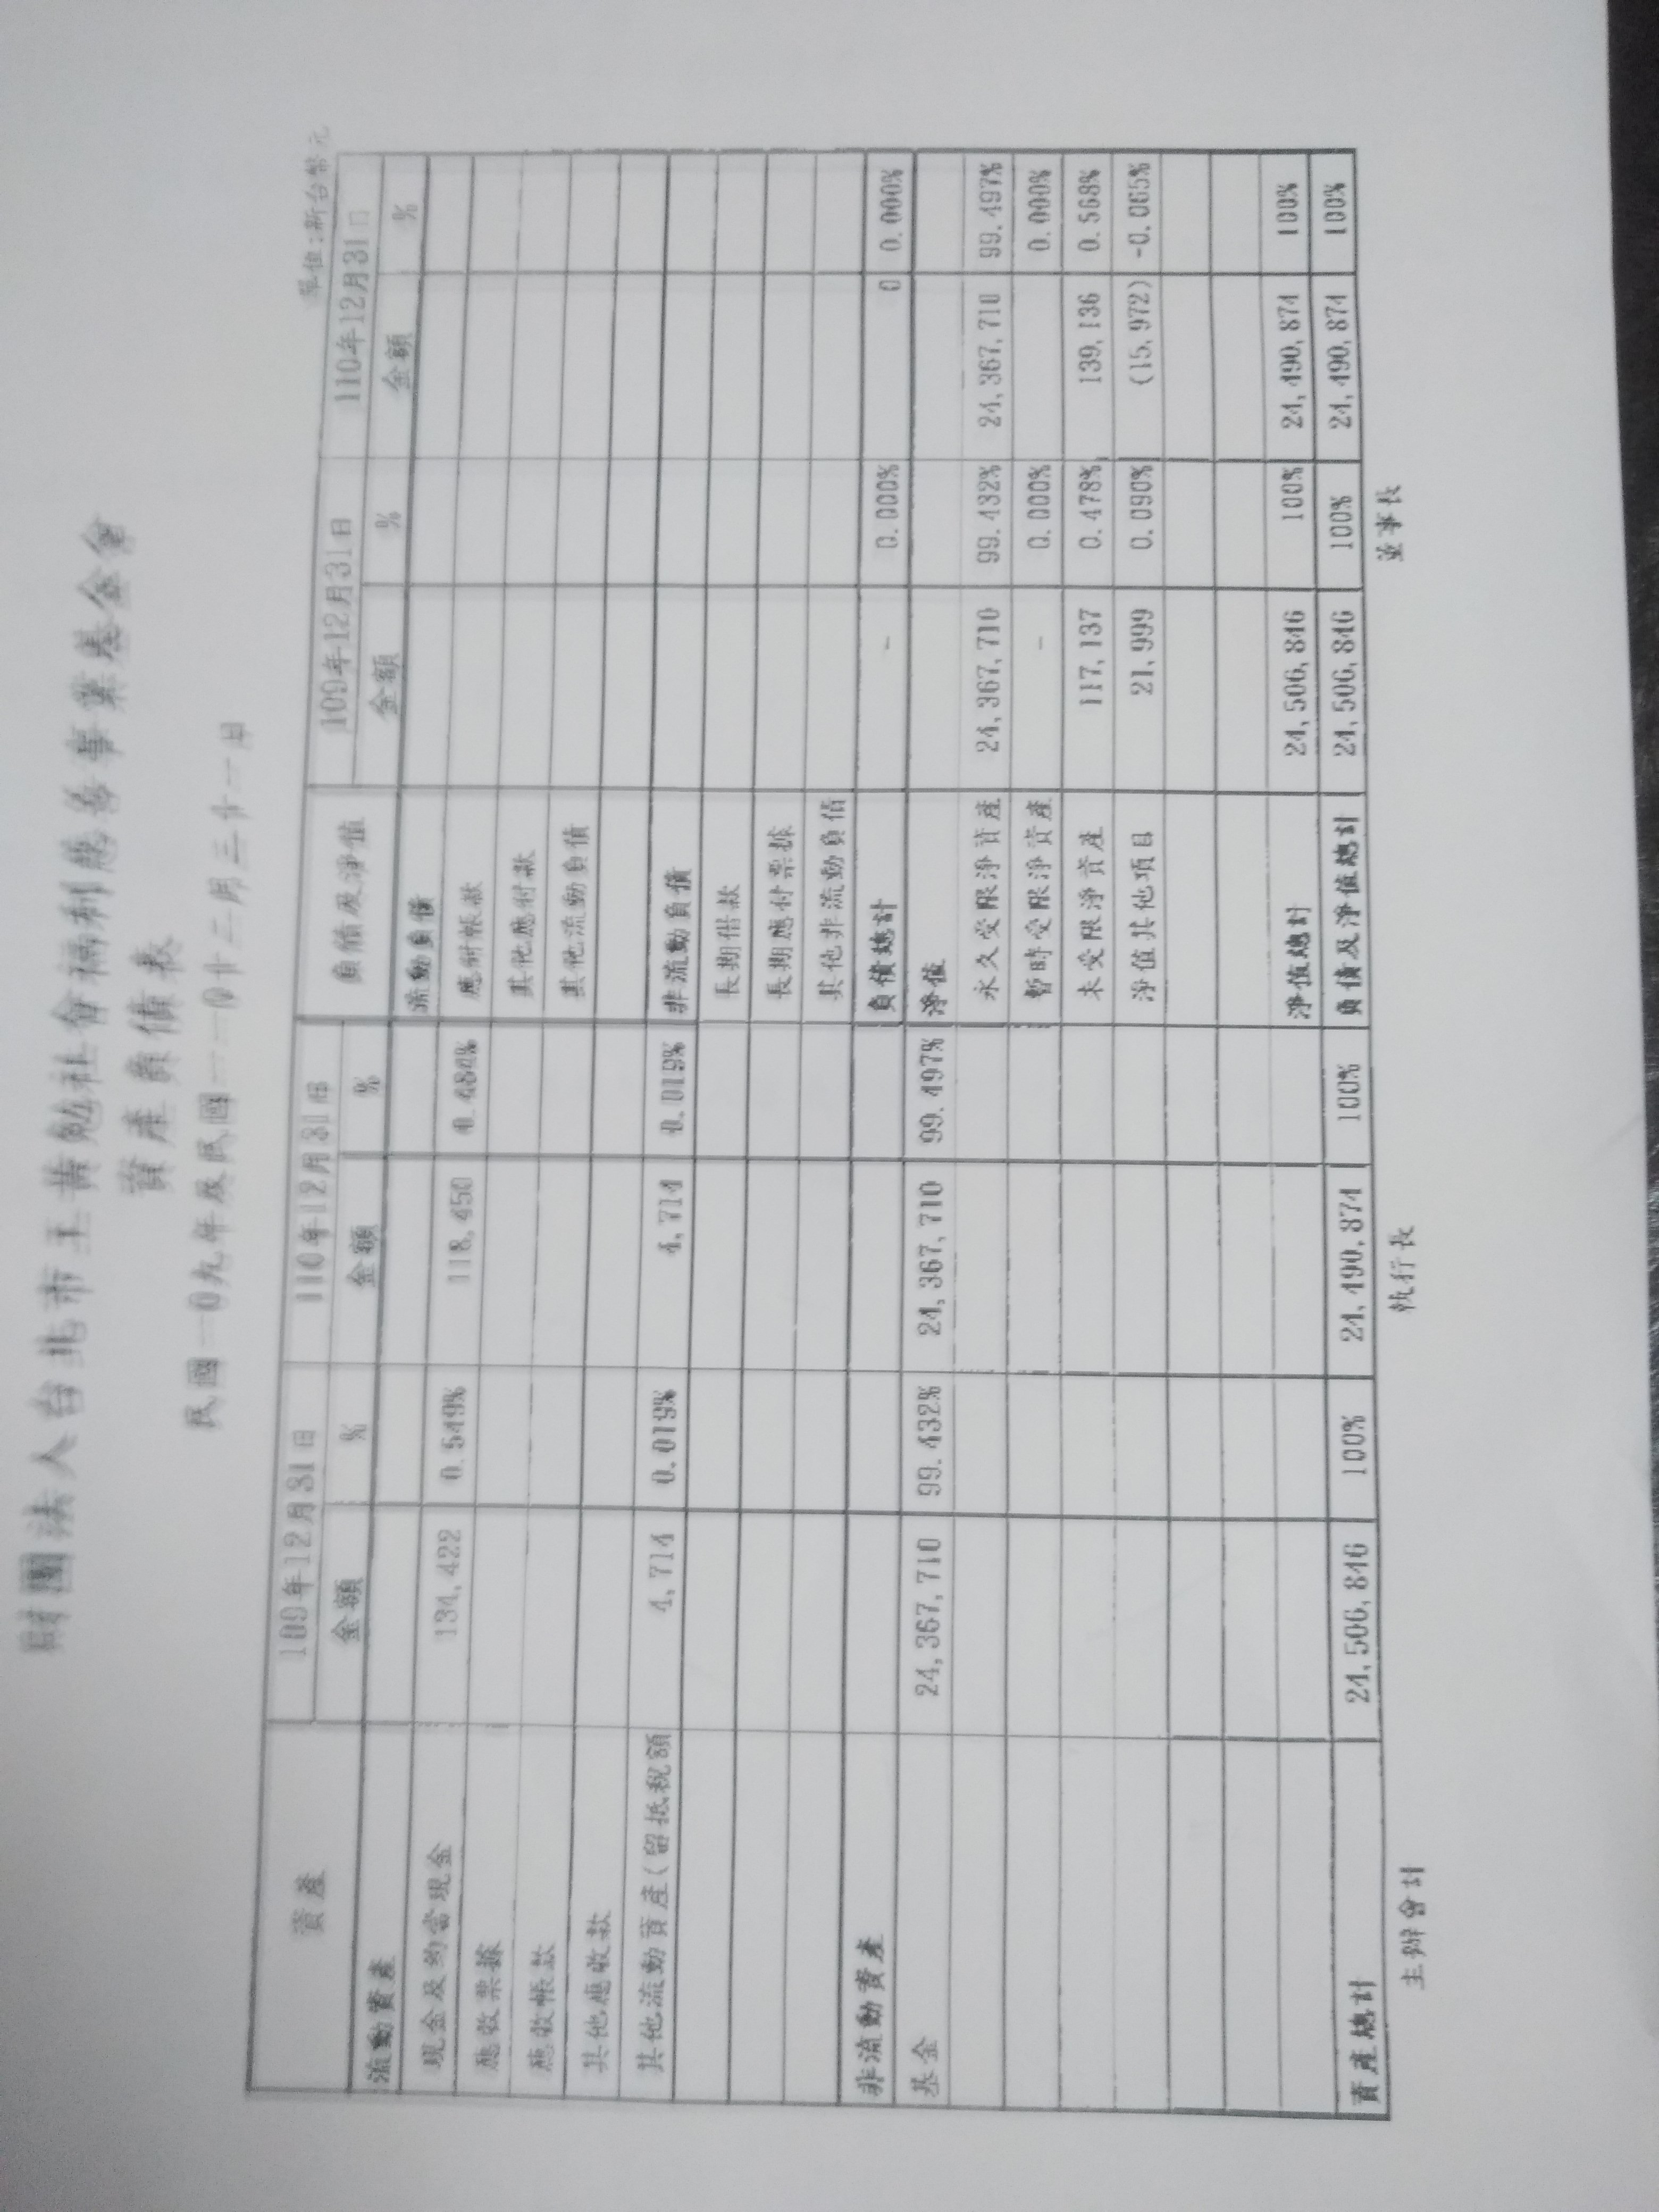 財團法人台北市王黃勉社會福利慈善事業基金會
資產負債表
民國一０九年及民國一一０年十二月三十一日
單位:新台幣元
資產 109年12月31日 110年12月31日 負債及淨值 109年12月31日 110年12月31日
金額 % 金額 % 金額 % 金額 %
流動資產 流動負債
現金及約當現金 134,422 0.549% 118,450 0.484% 應付帳款
應收票據 其他應付款
應收帳款 其他流動負債
其他應收款
其他流動資產(留抵稅額 4,714 0.019% 4,714 0.019% 非流動負債
長期借款
長期應付票據
其他非流動負債
非流動資產 負債總計 - 0.000% 0 0.000%
基金 24,367,710 99.432% 24,367,710 99.497% 淨值
永久受限淨資產 24,367,710 99.432% 24,367,710 99.497%
暫時受限淨資產 - 0.000% 0.000%
未受限淨資產 117,137 0.478% 139,136 0.568%
淨值其他項目 21,999 0.090% (15,972) -0.065%
淨值總計 24,506,846 100% 24,490,874 100%
資產總計 24,506,846 100% 24,490,874 100% 負債及淨值總計 24,506,846 100% 24,490,874 100%
主辦會計 執行長 董事長